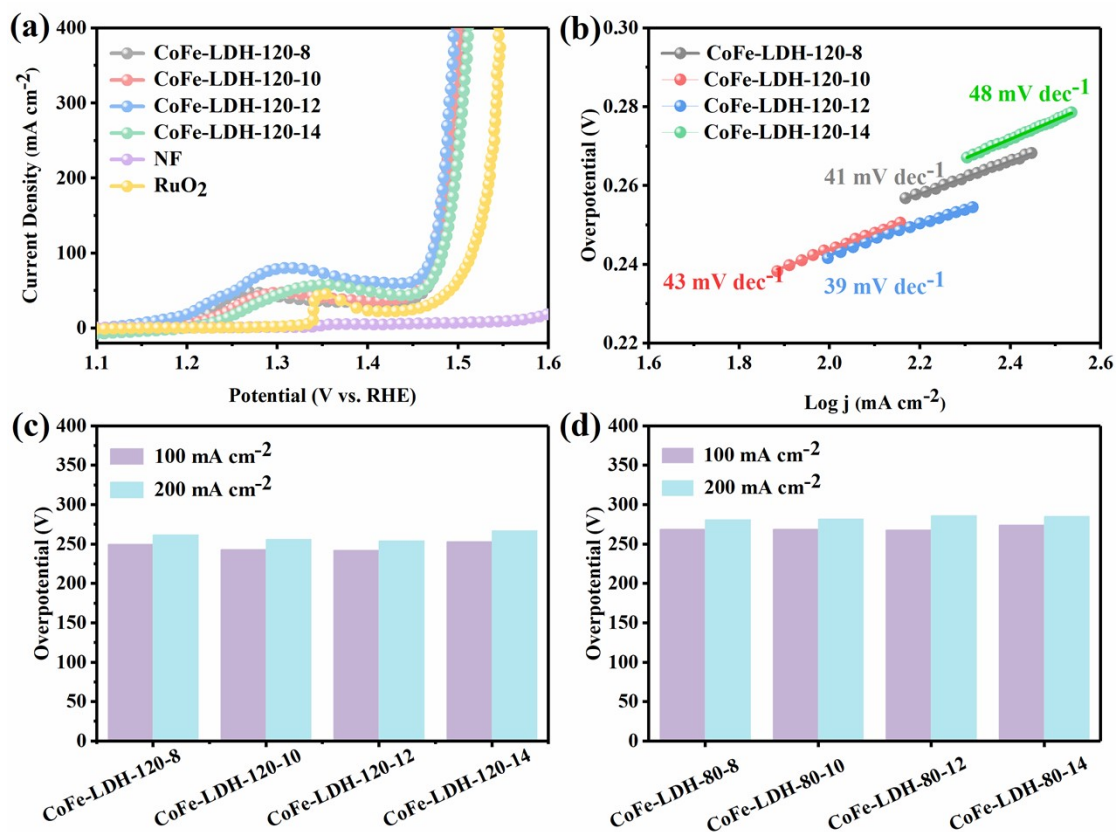 (a)
400
300
200
100
0
Current Density (mA cm⁻²)
CoFe-LDH-120-8
CoFe-LDH-120-10
CoFe-LDH-120-12
CoFe-LDH-120-14
NF
RuO₂
1.1 1.2 1.3 1.4 1.5 1.6
Potential (V vs. RHE)
(b)
0.30
0.28
0.26
0.24
0.22
Overpotential (V)
CoFe-LDH-120-8
CoFe-LDH-120-10
CoFe-LDH-120-12
CoFe-LDH-120-14
48 mV dec⁻¹
41 mV dec⁻¹
43 mV dec⁻¹
39 mV dec⁻¹
1.6 1.8 2.0 2.2 2.4 2.6
Log j (mA cm⁻²)
(c)
400
350
300
250
200
150
100
50
0
Overpotential (V)
100 mA cm⁻²
200 mA cm⁻²
CoFe-LDH-120-8
CoFe-LDH-120-10
CoFe-LDH-120-12
CoFe-LDH-120-14
(d)
400
350
300
250
200
150
100
50
0
Overpotential (V)
100 mA cm⁻²
200 mA cm⁻²
CoFe-LDH-80-8
CoFe-LDH-80-10
CoFe-LDH-80-12
CoFe-LDH-80-14